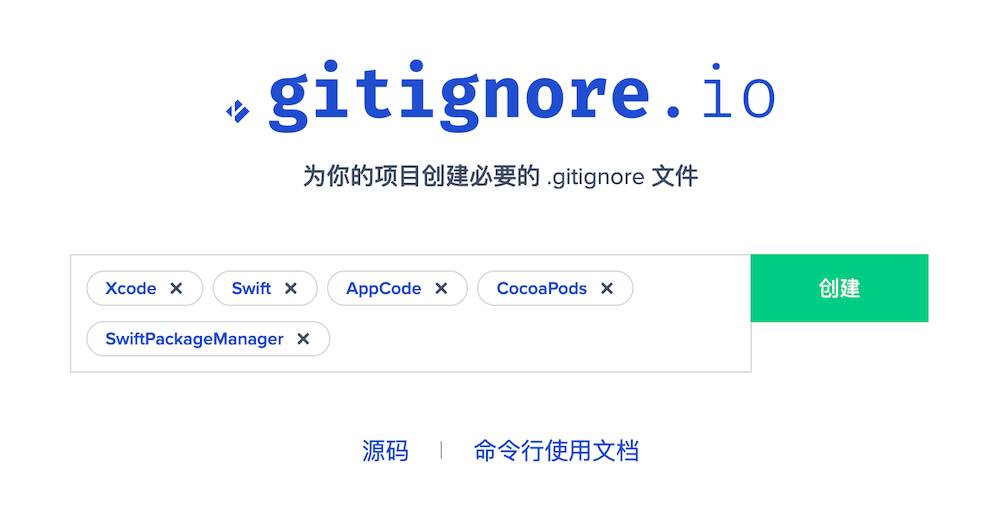 gitignore.io
为你的项目创建必要的 .gitignore 文件
Xcode ✕ Swift ✕ AppCode ✕ CocoaPods ✕ 创建
SwiftPackageManager ✕
源码 | 命令行使用文档